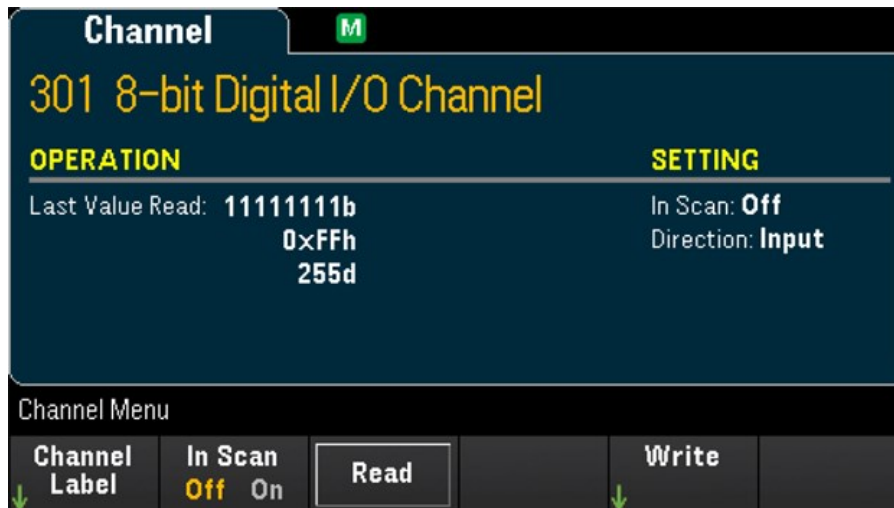 Channel
M
301 8-bit Digital I/O Channel
OPERATION
SETTING
Last Value Read: 11111111b
0xFFh
255d
In Scan: Off
Direction: Input
Channel Menu
Channel Label
In Scan
Off On
Read
Write